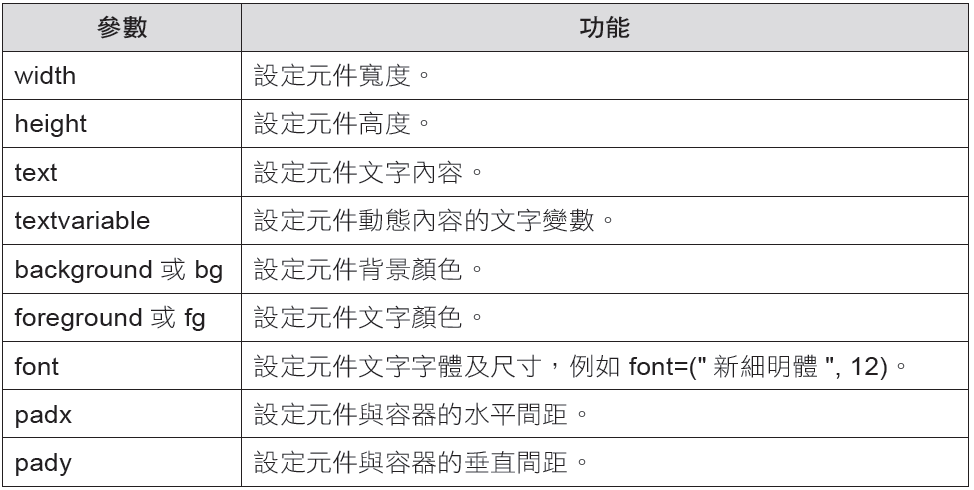 參數 功能
width 設定元件寬度。
height 設定元件高度。
text 設定元件文字內容。
textvariable 設定元件動態內容的文字變數。
background 或 bg 設定元件背景顏色。
foreground 或 fg 設定元件文字顏色。
font 設定元件文字字體及尺寸，例如 font=(" 新細明體 ", 12)。
padx 設定元件與容器的水平間距。
pady 設定元件與容器的垂直間距。